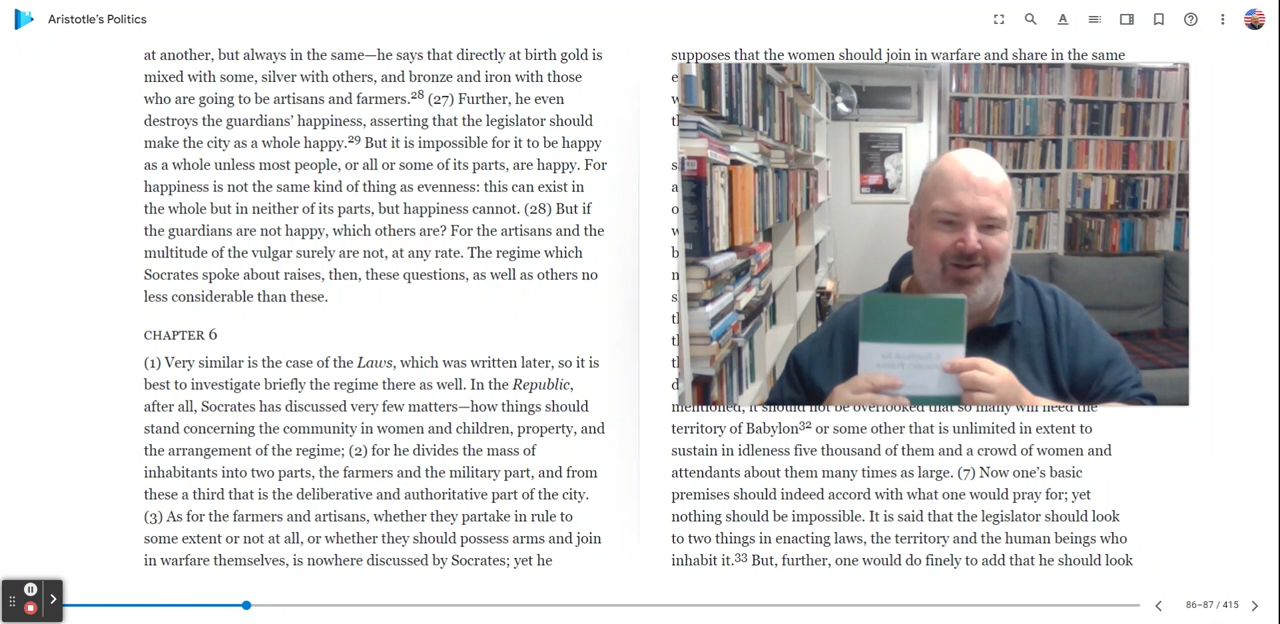 Aristotle's Politics
at another, but always in the same—he says that directly at birth gold is
mixed with some, silver with others, and bronze and iron with those
who are going to be artisans and farmers.28 (27) Further, he even
destroys the guardians' happiness, asserting that the legislator should
make the city as a whole happy.29 But it is impossible for it to be happy
as a whole unless most people, or all or some of its parts, are happy. For
happiness is not the same kind of thing as evenness: this can exist in
the whole but in neither of its parts, but happiness cannot. (28) But if
the guardians are not happy, which others are? For the artisans and the
multitude of the vulgar surely are not, at any rate. The regime which
Socrates spoke about raises, then, these questions, as well as others no
less considerable than these.
CHAPTER 6
(1) Very similar is the case of the Laws, which was written later, so it is
best to investigate briefly the regime there as well. In the Republic,
after all, Socrates has discussed very few matters—how things should
stand concerning the community in women and children, property, and
the arrangement of the regime; (2) for he divides the mass of
inhabitants into two parts, the farmers and the military part, and from
these a third that is the deliberative and authoritative part of the city.
(3) As for the farmers and artisans, whether they partake in rule to
some extent or not at all, or whether they should possess arms and join
in warfare themselves, is nowhere discussed by Socrates; yet he
supposes that the women should join in warfare and share in the same
mentioned, it should not be overlooked that so many will need the
territory of Babylon32 or some other that is unlimited in extent to
sustain in idleness five thousand of them and a crowd of women and
attendants about them many times as large. (7) Now one's basic
premises should indeed accord with what one would pray for; yet
nothing should be impossible. It is said that the legislator should look
to two things in enacting laws, the territory and the human beings who
inhabit it.33 But, further, one would do finely to add that he should look
86–87 / 415